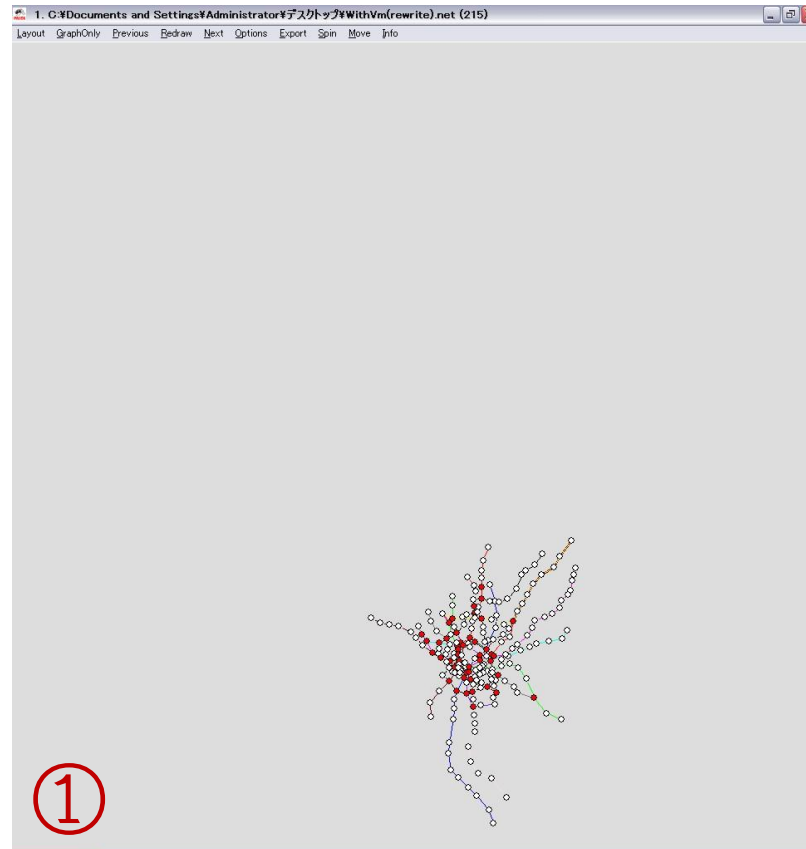 1. C:¥Documents and Settings¥Administrator¥デスクトップ¥WithVm(rewrite).net (215)
Layout GraphOnly Previous Redraw Next Options Export Spin Move Info
①